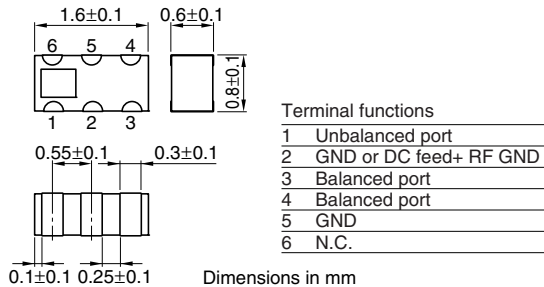 1.6±0.1
0.6±0.1
6 5 4
0.8±0.1
1 2 3
0.55±0.1
0.3±0.1
0.1±0.1
0.25±0.1
Dimensions in mm
Terminal functions
1 Unbalanced port
2 GND or DC feed+ RF GND
3 Balanced port
4 Balanced port
5 GND
6 N.C.